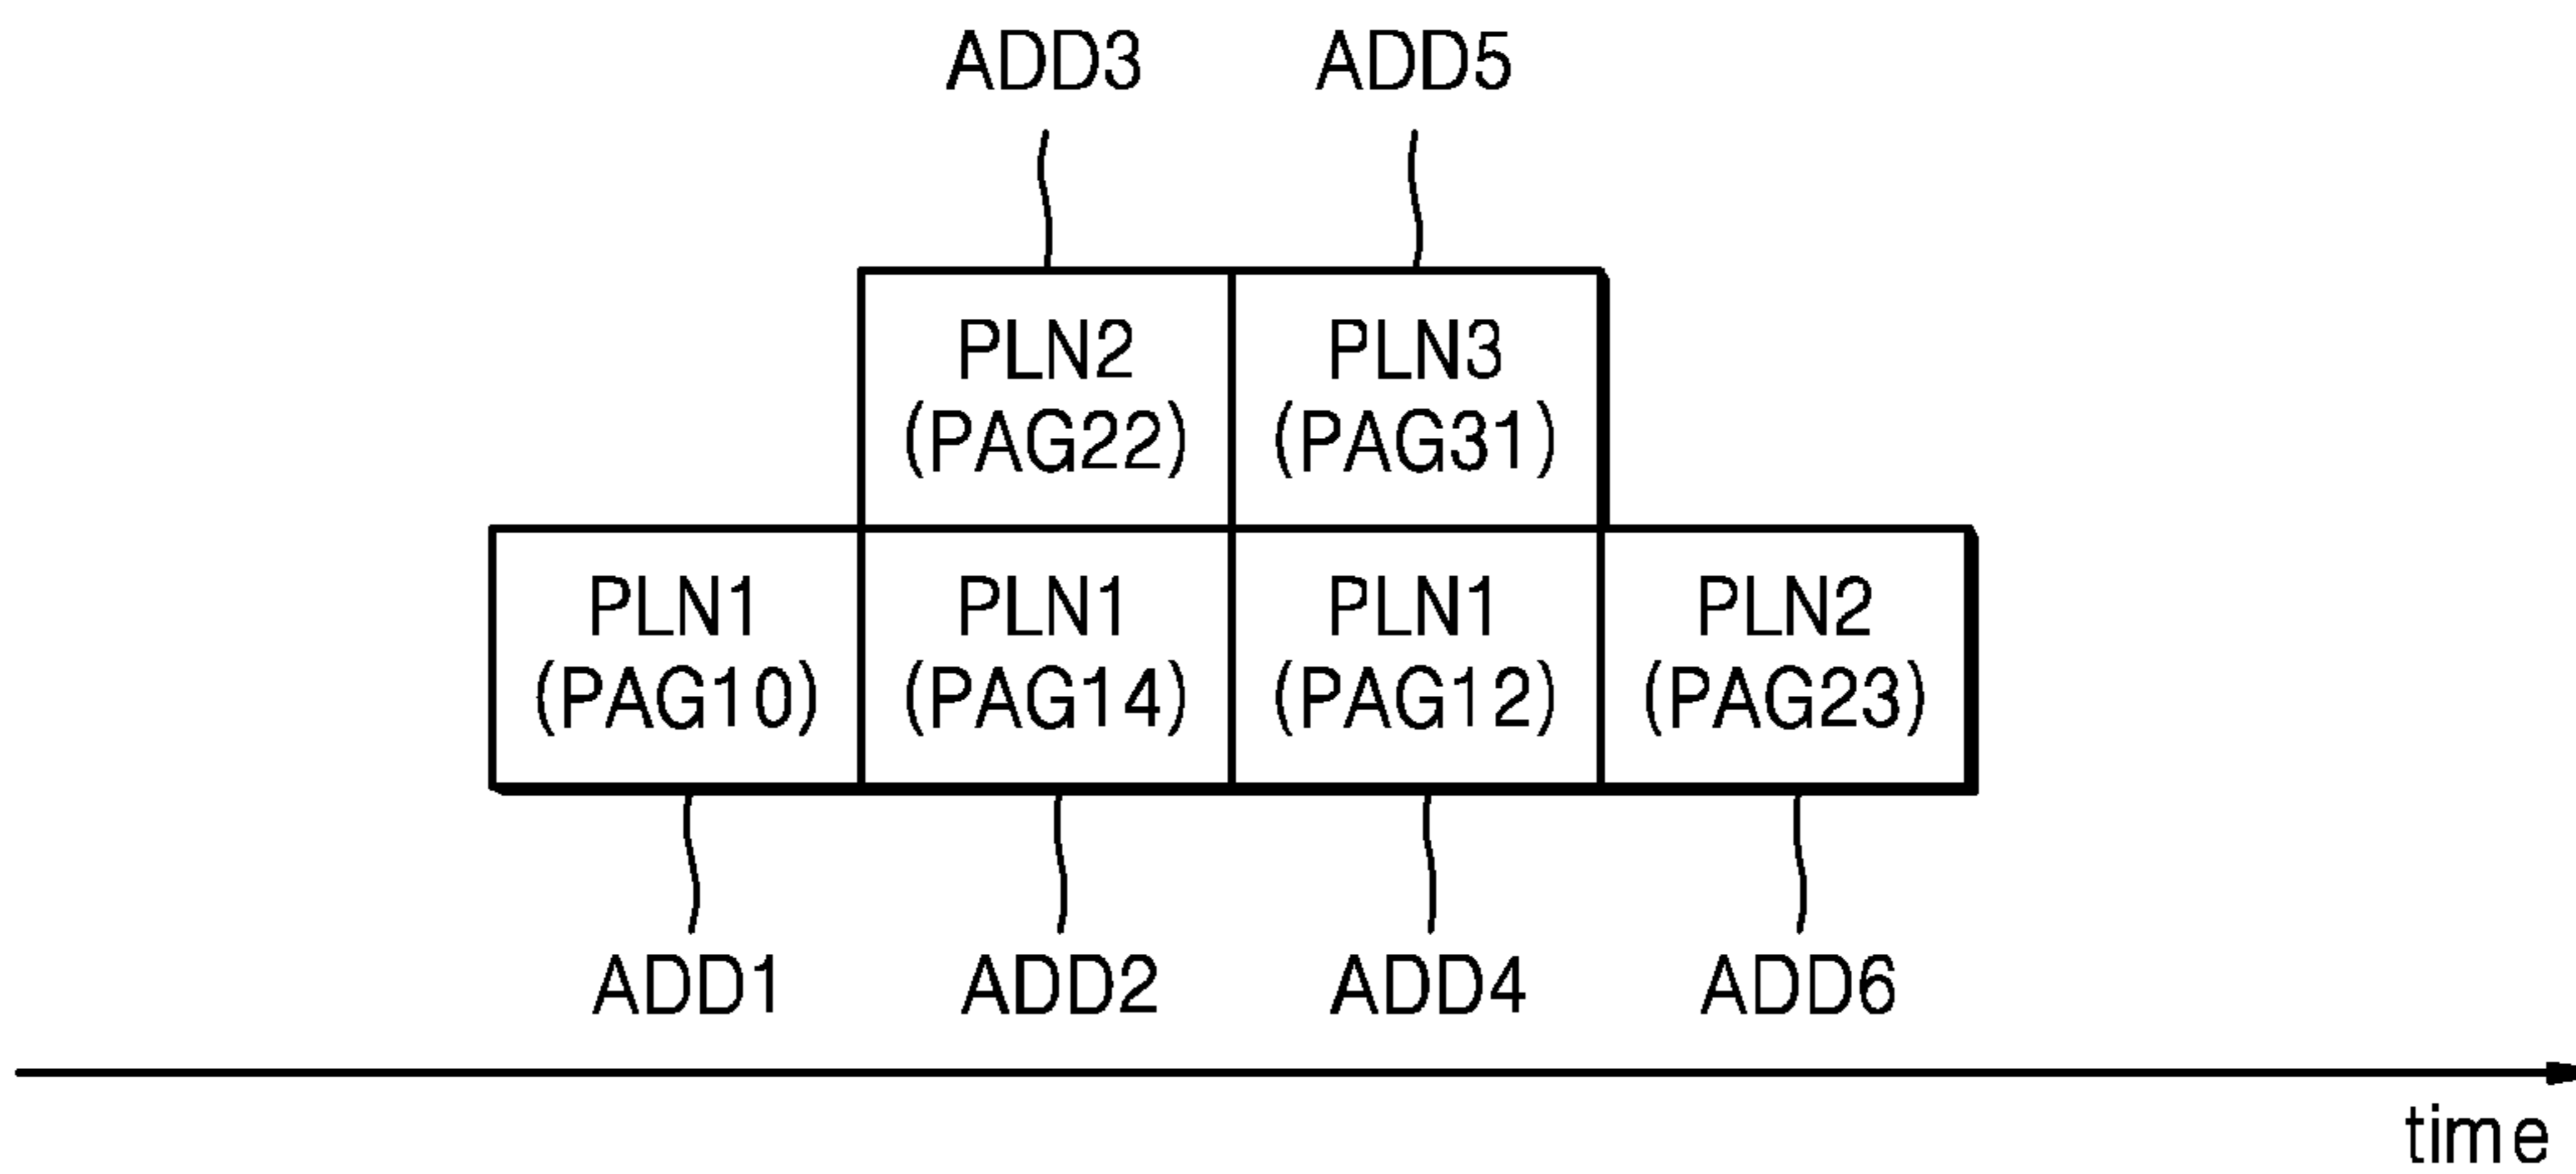 ADD3 ADD5
PLN2 PLN3
(PAG22) (PAG31)
PLN1 PLN1 PLN1 PLN2
(PAG10) (PAG14) (PAG12) (PAG23)
ADD1 ADD2 ADD4 ADD6
time